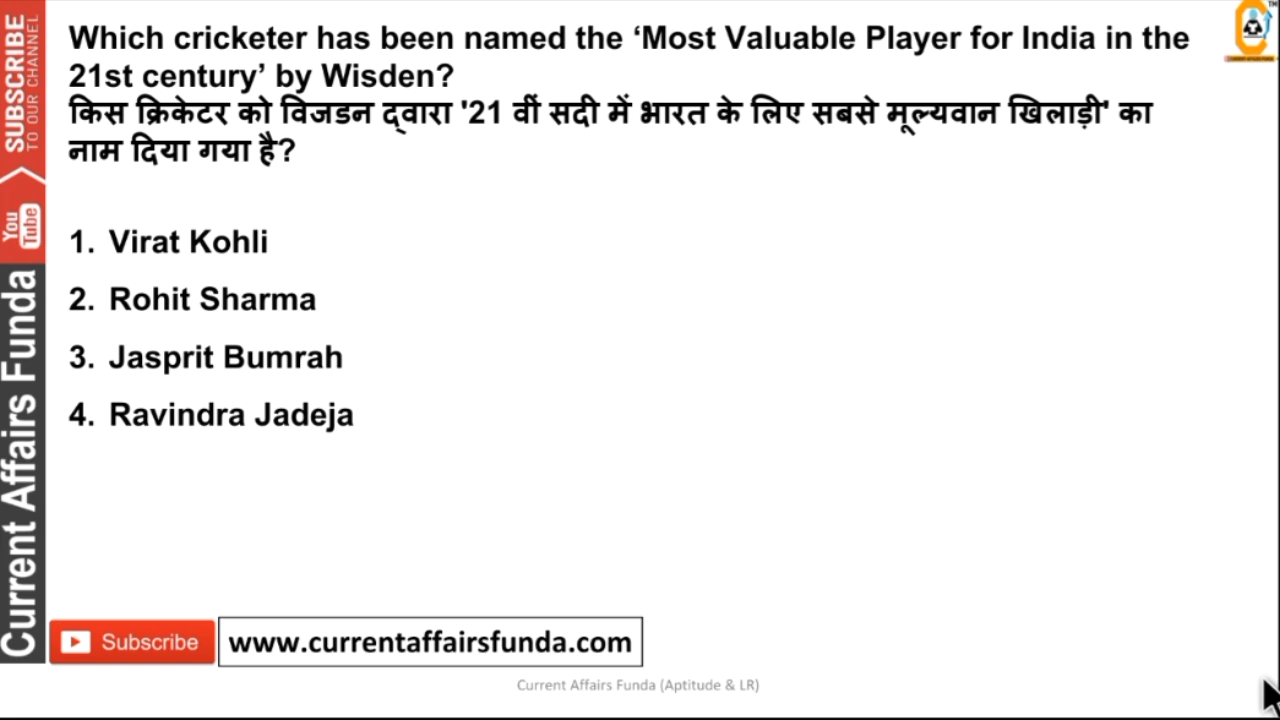 Which cricketer has been named the ‘Most Valuable Player for India in the
21st century’ by Wisden?
किस क्रिकेटर को विजडन द्वारा '21 वीं सदी में भारत के लिए सबसे मूल्यवान खिलाड़ी' का
नाम दिया गया है?
1. Virat Kohli
2. Rohit Sharma
3. Jasprit Bumrah
4. Ravindra Jadeja
SUBSCRIBE
TO OUR CHANNEL
You
Tube
Current Affairs Funda
Subscribe
www.currentaffairsfunda.com
Current Affairs Funda (Aptitude & LR)